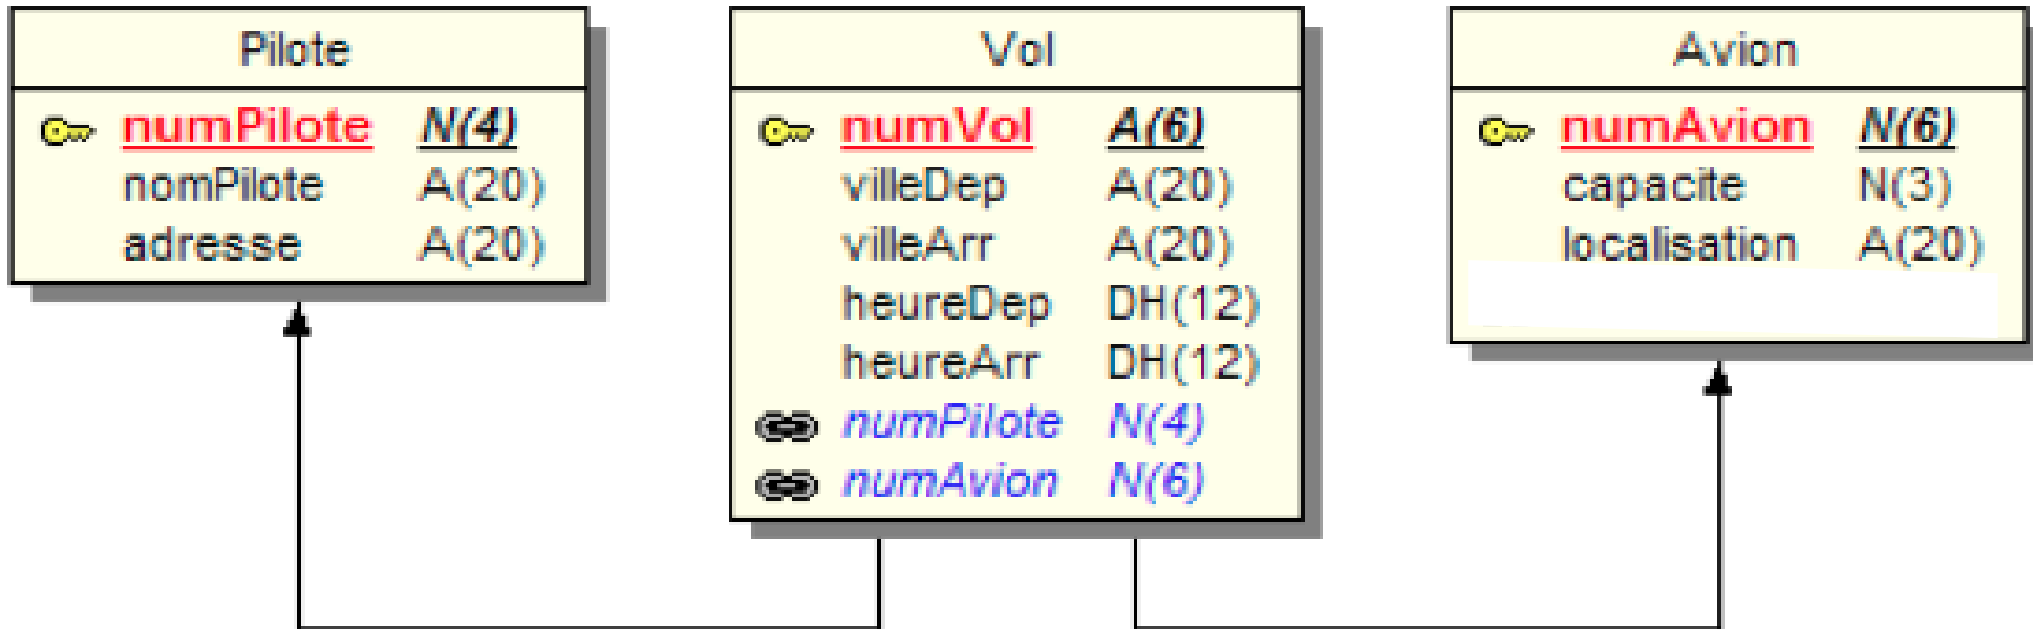 Pilote
numPilote N(4)
nomPilote A(20)
adresse A(20)
Vol
numVol A(6)
villeDep A(20)
villeArr A(20)
heureDep DH(12)
heureArr DH(12)
numPilote N(4)
numAvion N(6)
Avion
numAvion N(6)
capacite N(3)
localisation A(20)